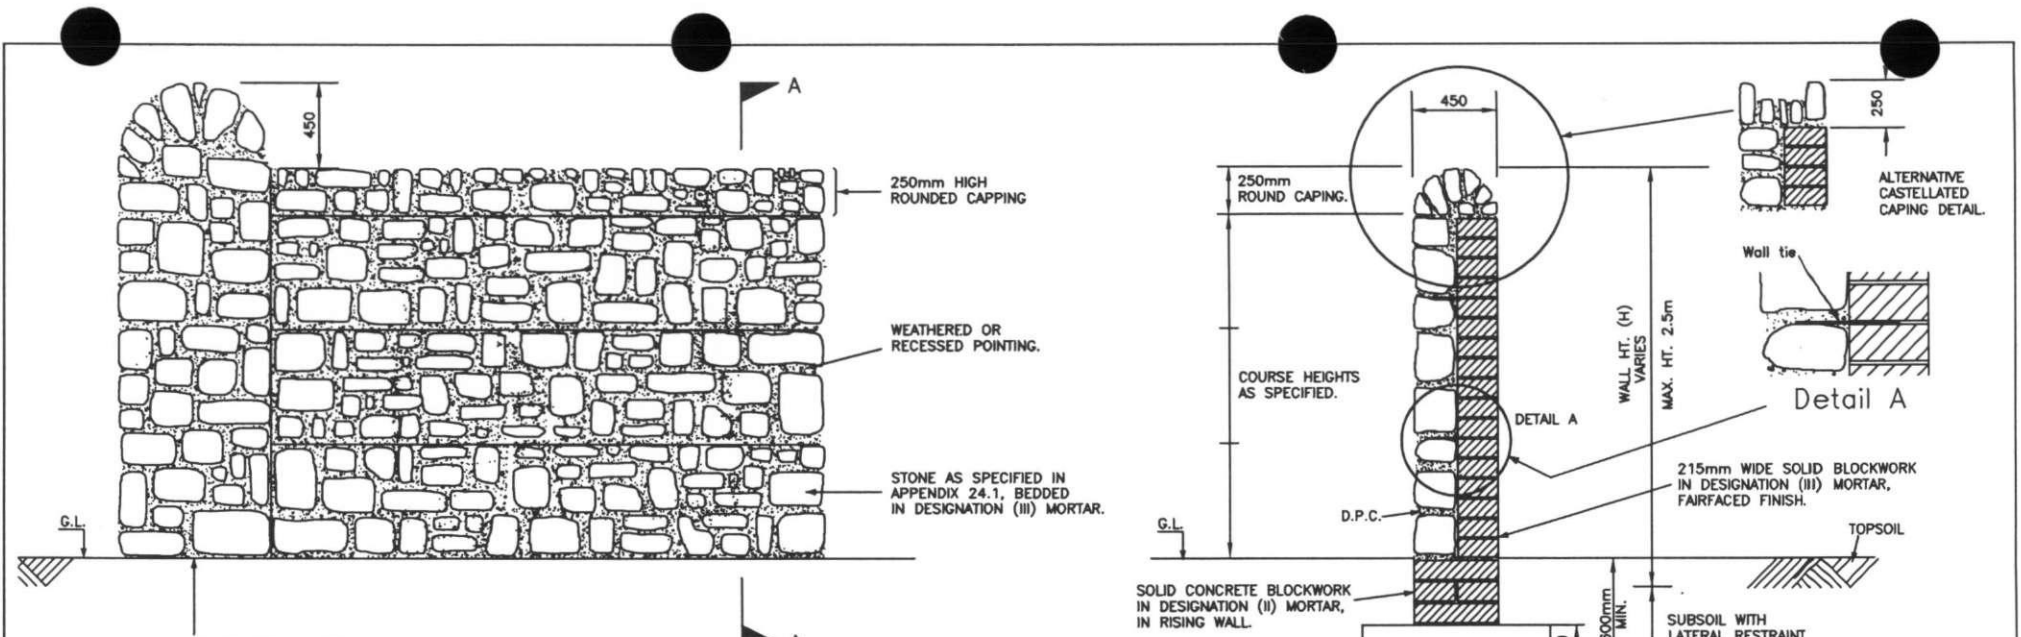 A
450
250mm HIGH
ROUNDED CAPPING
WEATHERED OR
RECESSED POINTING.
STONE AS SPECIFIED IN
APPENDIX 24.1, BEDDED
IN DESIGNATION (III) MORTAR.
G.L.
450
250mm
ROUND CAPING.
COURSE HEIGHTS
AS SPECIFIED.
DETAIL A
D.P.C.
G.L.
SOLID CONCRETE BLOCKWORK
IN DESIGNATION (II) MORTAR,
IN RISING WALL.
WALL HT. (H)
VARIES
MAX. HT. 2.5m
250
ALTERNATIVE
CASTELLATED
CAPING DETAIL.
Wall tie
Detail A
215mm WIDE SOLID BLOCKWORK
IN DESIGNATION (III) MORTAR,
FAIRFACED FINISH.
TOPSOIL
600mm
MIN.
SUBSOIL WITH
LATERAL RESTRAINT